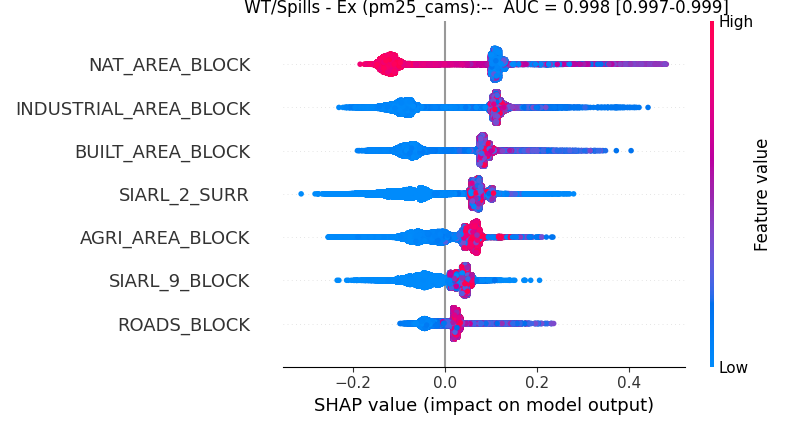 WT/Spills - Ex (pm25_cams):--  AUC = 0.998 [0.997-0.999]
High
NAT_AREA_BLOCK
INDUSTRIAL_AREA_BLOCK
BUILT_AREA_BLOCK
SIARL_2_SURR
AGRI_AREA_BLOCK
SIARL_9_BLOCK
ROADS_BLOCK
Feature value
Low
−0.2 0.0 0.2 0.4
SHAP value (impact on model output)